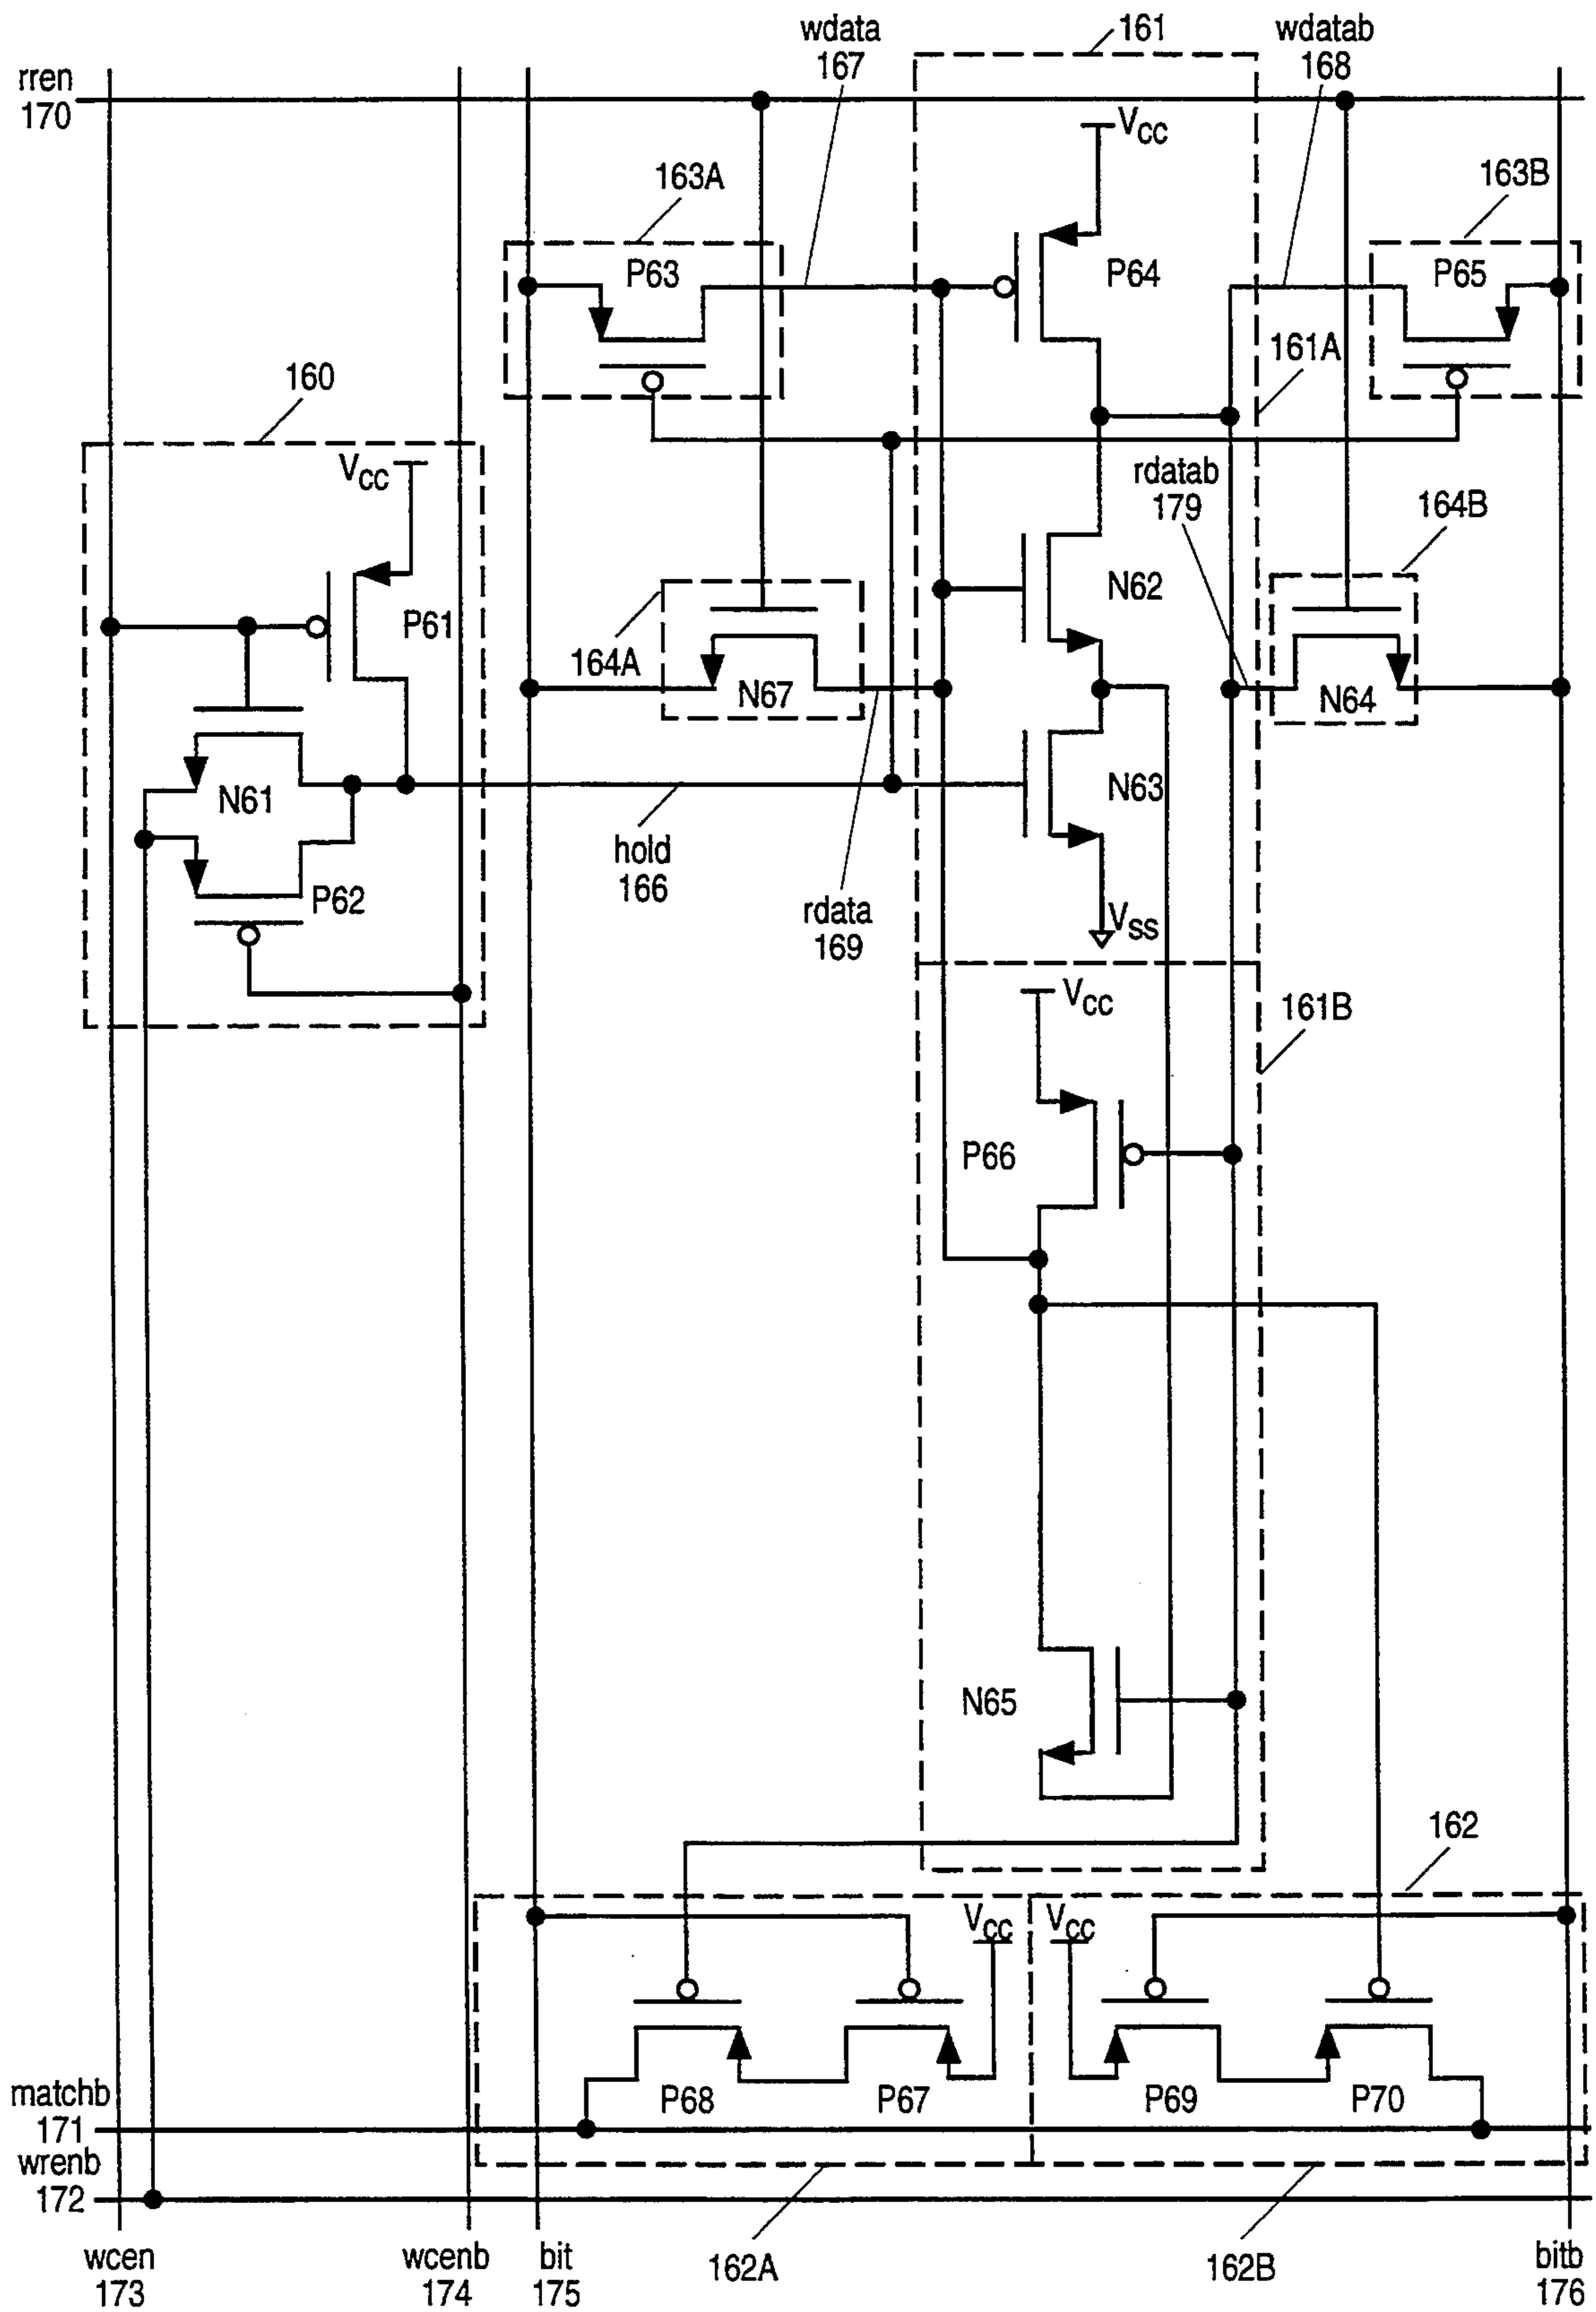 wdata
167
161
wdatab
168
rren
170
VCC
163A
163B
P63
P64
P65
161A
160
VCC
rdatab
179
164B
N62
P61
164A
N67
N64
N61
N63
hold
166
P62
rdata
169
VSS
VCC
161B
P66
N65
162
VCC
VCC
matchb
171
P68
P67
P69
P70
wrenb
172
wcen
173
wcenb
174
bit
175
162A
162B
bitb
176